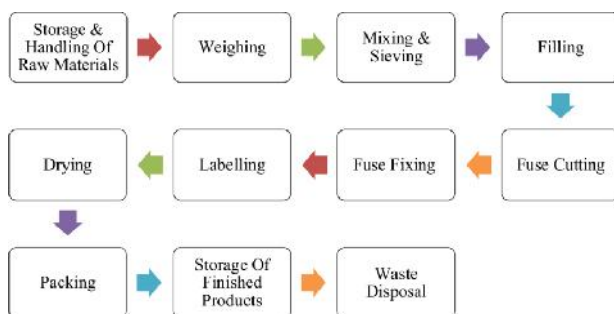 Storage &
Handling Of
Raw Materials
Weighing
Mixing &
Sieving
Filling
Fuse Cutting
Fuse Fixing
Labelling
Drying
Packing
Storage Of
Finished
Products
Waste
Disposal